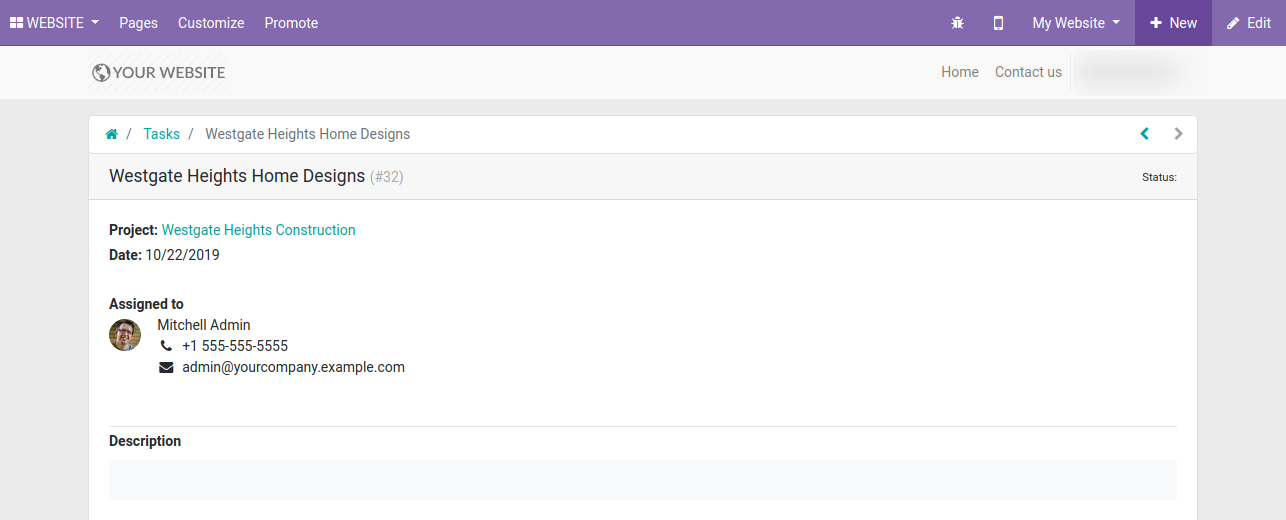 WEBSITE Pages Customize Promote My Website New Edit
YOUR WEBSITE Home Contact us
/ Tasks / Westgate Heights Home Designs
Westgate Heights Home Designs (#32) Status:
Project: Westgate Heights Construction
Date: 10/22/2019
Assigned to
Mitchell Admin
+1 555-555-5555
admin@yourcompany.example.com
Description